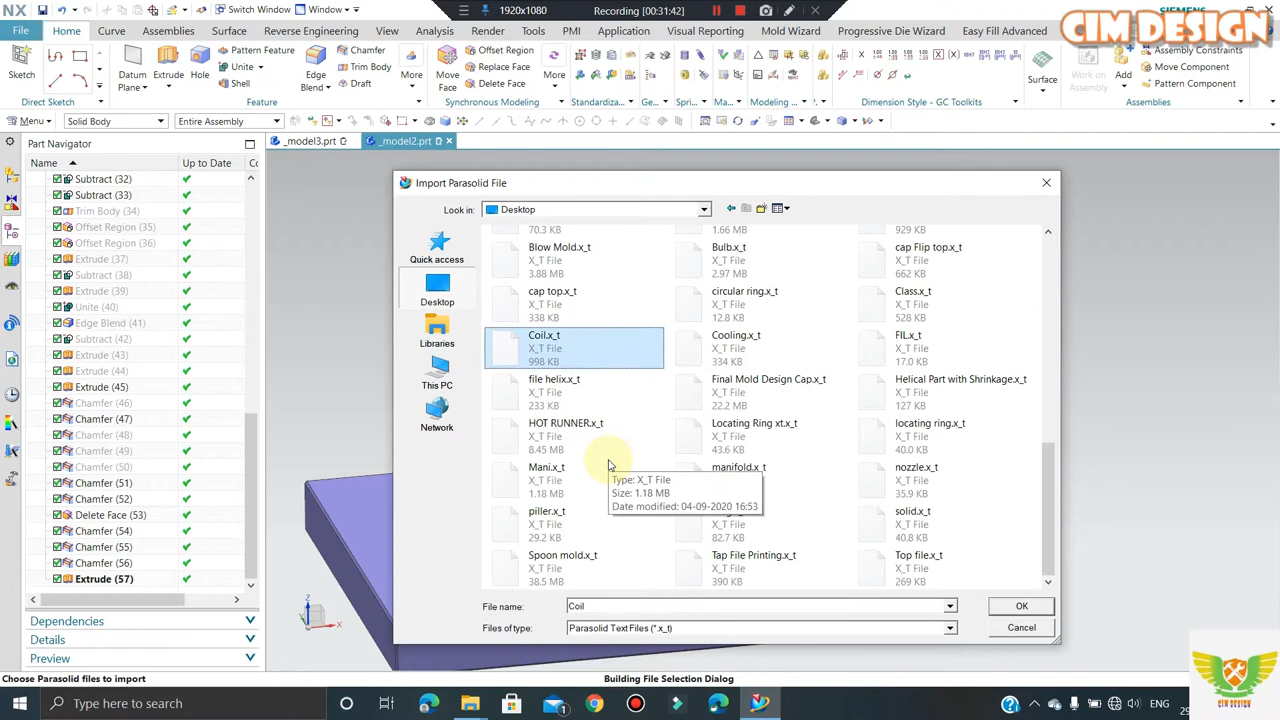 NX
Switch Window
Window
1920x1080
Recording [00:31:42]
SIEMENS
CIM DESIGN
File
Home
Curve
Assemblies
Surface
Reverse Engineering
View
Analysis
Render
Tools
PMI
Application
Visual Reporting
Mold Wizard
Progressive Die Wizard
Easy Fill Advanced
Sketch
Direct Sketch
Datum Plane
Extrude
Hole
Pattern Feature
Unite
Shell
Edge Blend
Chamfer
Trim Body
Draft
More
Feature
Move Face
Offset Region
Replace Face
Delete Face
More
Synchronous Modeling
Standardiza...
Ge...
Spri...
Ma...
Modeling ...
Dimension Style - GC Toolkits
Surface
Work on Assembly
Add
Assembly Constraints
Move Component
Pattern Component
Assemblies
Menu
Solid Body
Entire Assembly
Part Navigator
_model3.prt
_model2.prt
Name
Up to Date
Co
Subtract (32)
Subtract (33)
Trim Body (34)
Offset Region (35)
Offset Region (36)
Extrude (37)
Subtract (38)
Extrude (39)
Unite (40)
Edge Blend (41)
Subtract (42)
Extrude (43)
Extrude (44)
Extrude (45)
Chamfer (46)
Chamfer (47)
Chamfer (48)
Chamfer (49)
Chamfer (50)
Chamfer (51)
Chamfer (52)
Delete Face (53)
Chamfer (54)
Chamfer (55)
Chamfer (56)
Extrude (57)
Dependencies
Details
Preview
Import Parasolid File
Look in:
Desktop
Quick access
Desktop
Libraries
This PC
Network
70.3 KB
1.66 MB
929 KB
Blow Mold.x_t
X_T File
3.88 MB
Bulb.x_t
X_T File
2.97 MB
cap Flip top.x_t
X_T File
662 KB
cap top.x_t
X_T File
338 KB
circular ring.x_t
X_T File
12.8 KB
Class.x_t
X_T File
528 KB
Coil.x_t
X_T File
998 KB
Cooling.x_t
X_T File
334 KB
FIL.x_t
X_T File
17.0 KB
file helix.x_t
X_T File
233 KB
Final Mold Design Cap.x_t
X_T File
22.2 MB
Helical Part with Shrinkage.x_t
X_T File
127 KB
HOT RUNNER.x_t
X_T File
8.45 MB
Locating Ring xt.x_t
X_T File
43.6 KB
locating ring.x_t
X_T File
40.0 KB
Mani.x_t
X_T File
1.18 MB
manifold.x_t
nozzle.x_t
X_T File
35.9 KB
Type: X_T File
Size: 1.18 MB
Date modified: 04-09-2020 16:53
piller.x_t
X_T File
29.2 KB
82.7 KB
solid.x_t
X_T File
40.8 KB
Spoon mold.x_t
X_T File
38.5 MB
Tap File Printing.x_t
X_T File
390 KB
Top file.x_t
X_T File
269 KB
File name:
Coil
OK
Files of type:
Parasolid Text Files (*.x_t)
Cancel
Z
X
Choose Parasolid files to import
Building File Selection Dialog
Type here to search
ENG
CIM DESIGN